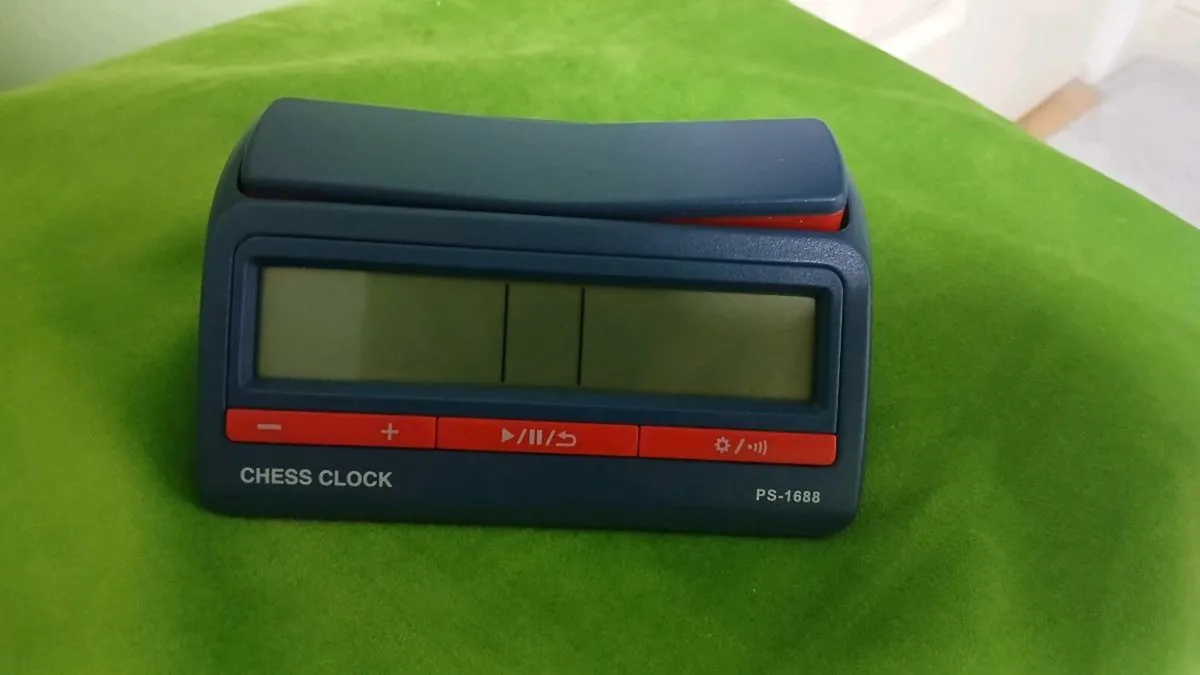 − +
▶/⏸/⮌
⚙/•)))
CHESS CLOCK
PS-1688